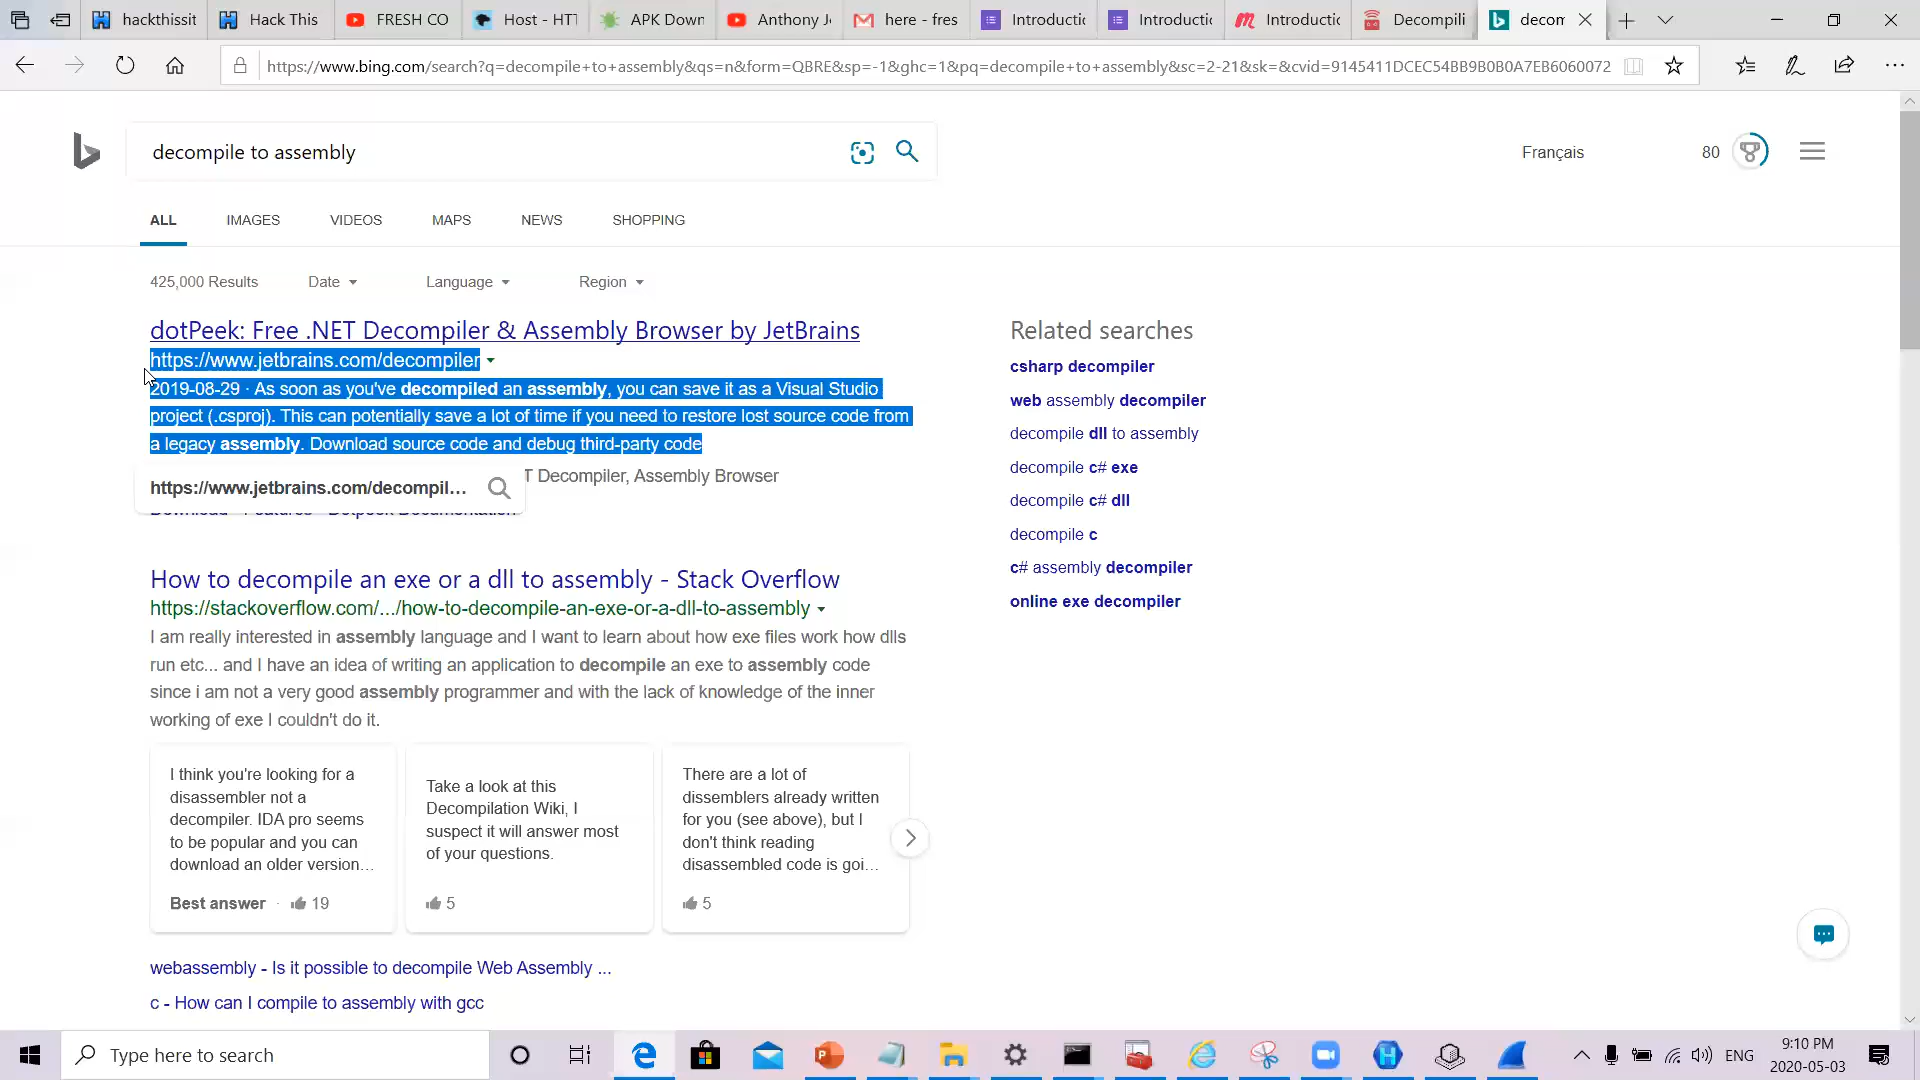 hackthissit
Hack This
FRESH CO
Host - HTT
APK Down
Anthony Jo
here - fres
Introductio
Introductio
Introductio
Decompili
decom
https://www.bing.com/search?q=decompile+to+assembly&qs=n&form=QBRE&sp=-1&ghc=1&pq=decompile+to+assembly&sc=2-21&sk=&cvid=9145411DCEC54BB9B0B0A7EB6060072
decompile to assembly
Français
80
ALL IMAGES VIDEOS MAPS NEWS SHOPPING
425,000 Results Date Language Region
dotPeek: Free .NET Decompiler & Assembly Browser by JetBrains
https://www.jetbrains.com/decompiler
2019-08-29 · As soon as you've decompiled an assembly, you can save it as a Visual Studio
project (.csproj). This can potentially save a lot of time if you need to restore lost source code from
a legacy assembly. Download source code and debug third-party code
T Decompiler, Assembly Browser
https://www.jetbrains.com/decompil...
How to decompile an exe or a dll to assembly - Stack Overflow
https://stackoverflow.com/.../how-to-decompile-an-exe-or-a-dll-to-assembly
I am really interested in assembly language and I want to learn about how exe files work how dlls
run etc... and I have an idea of writing an application to decompile an exe to assembly code
since i am not a very good assembly programmer and with the lack of knowledge of the inner
working of exe I couldn't do it.
I think you're looking for a
disassembler not a
decompiler. IDA pro seems
to be popular and you can
download an older version...
Best answer · 19
Take a look at this
Decompilation Wiki, I
suspect it will answer most
of your questions.
5
There are a lot of
dissemblers already written
for you (see above), but I
don't think reading
disassembled code is goi...
5
webassembly - Is it possible to decompile Web Assembly ...
c - How can I compile to assembly with gcc
Related searches
csharp decompiler
web assembly decompiler
decompile dll to assembly
decompile c# exe
decompile c# dll
decompile c
c# assembly decompiler
online exe decompiler
Type here to search
ENG
9:10 PM
2020-05-03